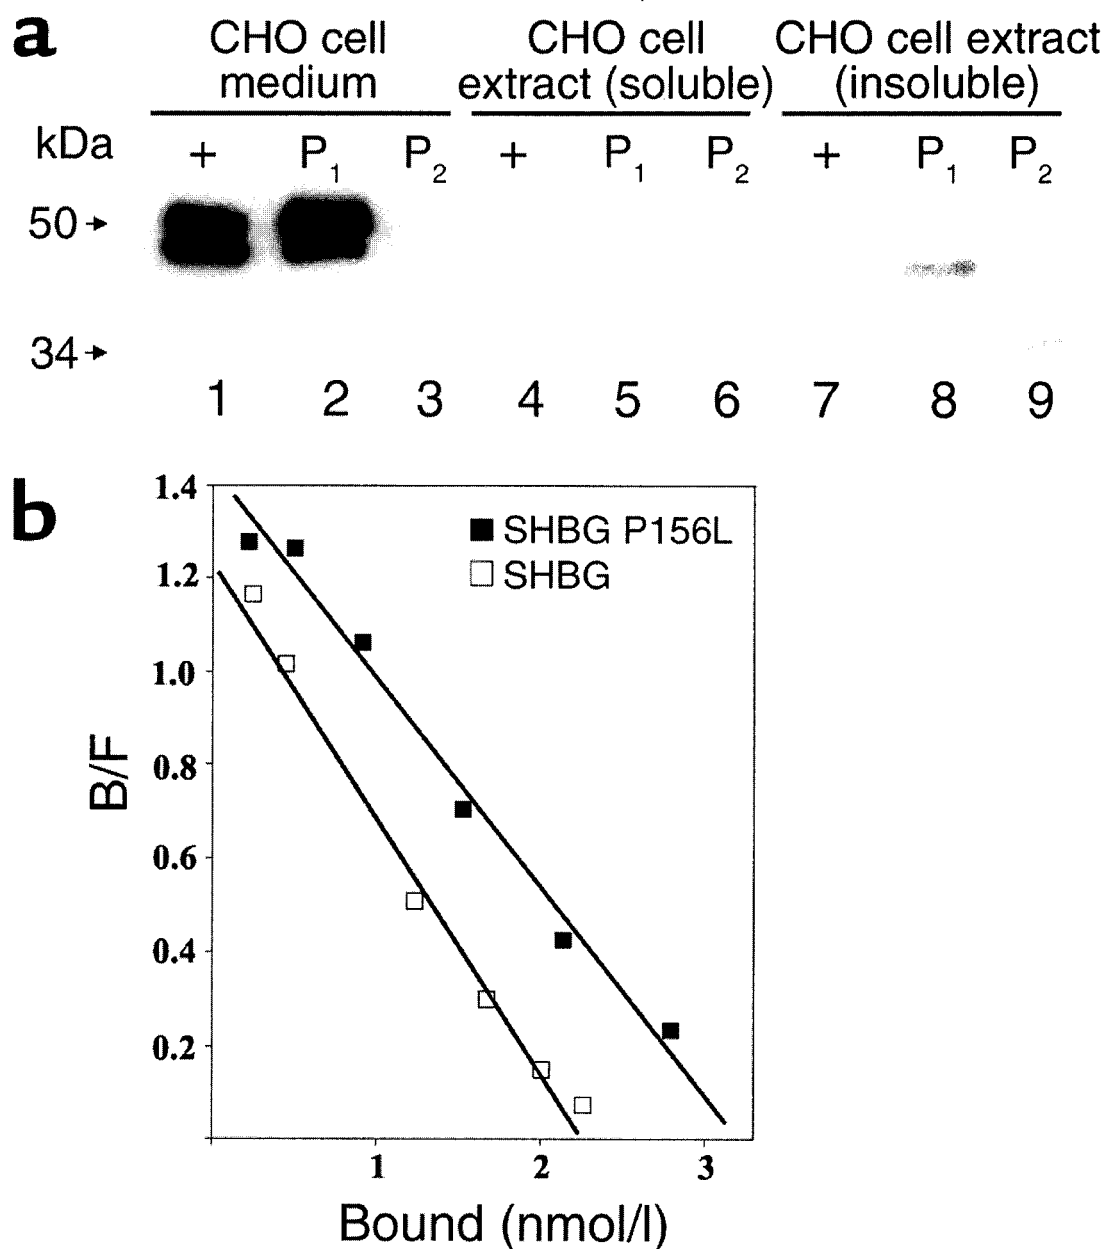 a
CHO cell medium
CHO cell extract (soluble)
CHO cell extract (insoluble)
kDa + P1 P2 + P1 P2 + P1 P2
50
34
1 2 3 4 5 6 7 8 9
b
1.4
1.2
1.0
0.8
0.6
0.4
0.2
B/F
SHBG P156L
SHBG
1 2 3
Bound (nmol/l)